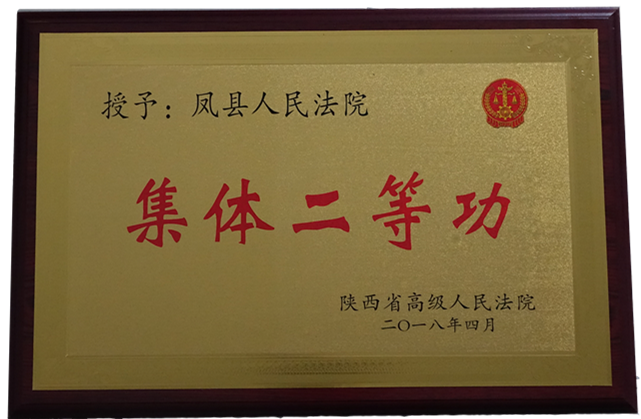 授予：凤县人民法院
集体二等功
陕西省高级人民法院
二〇一八年四月